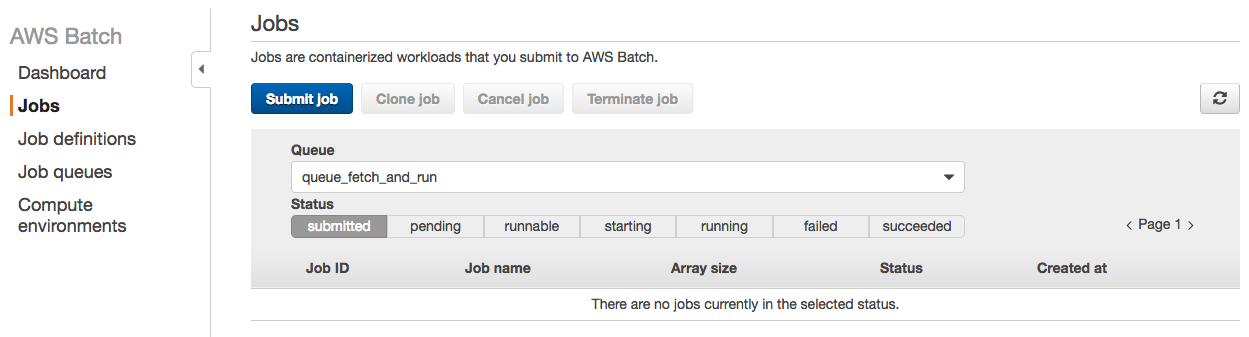 AWS Batch
Dashboard
Jobs
Job definitions
Job queues
Compute
environments
Jobs
Jobs are containerized workloads that you submit to AWS Batch.
Submit job Clone job Cancel job Terminate job
Queue
queue_fetch_and_run
Status
submitted pending runnable starting running failed succeeded
< Page 1 >
Job ID Job name Array size Status Created at
There are no jobs currently in the selected status.